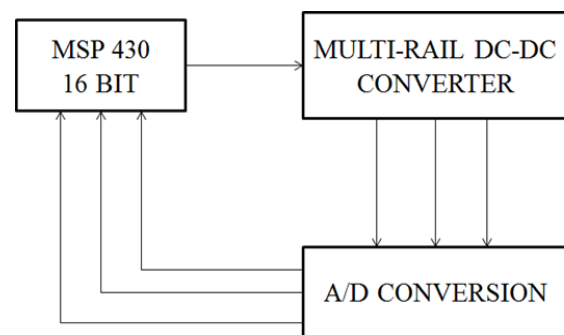 MSP 430
16 BIT
MULTI-RAIL DC-DC
CONVERTER
A/D CONVERSION